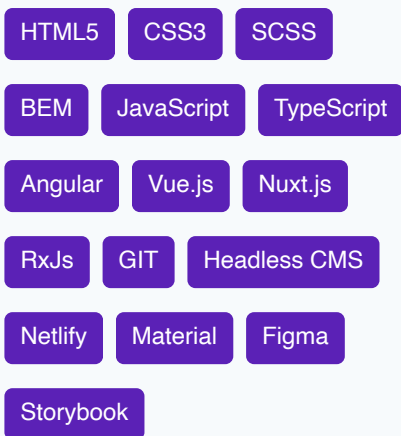 HTML5 CSS3 SCSS
BEM JavaScript TypeScript
Angular Vue.js Nuxt.js
RxJs GIT Headless CMS
Netlify Material Figma
Storybook